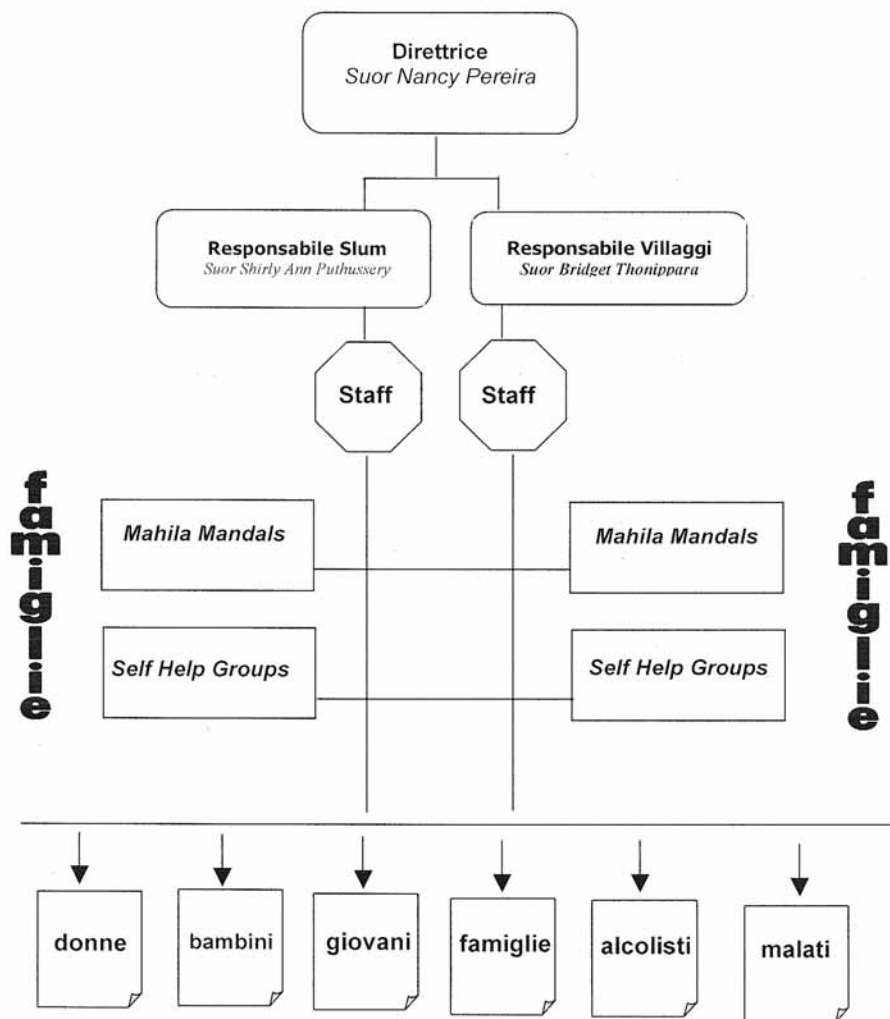 Direttrice
Suor Nancy Pereira
Responsabile Slum
Suor Shirly Ann Puthussery
Responsabile Villaggi
Suor Bridget Thonippara
Staff
Staff
famiglie
Mahila Mandals
Mahila Mandals
famiglie
Self Help Groups
Self Help Groups
donne
bambini
giovani
famiglie
alcolisti
malati